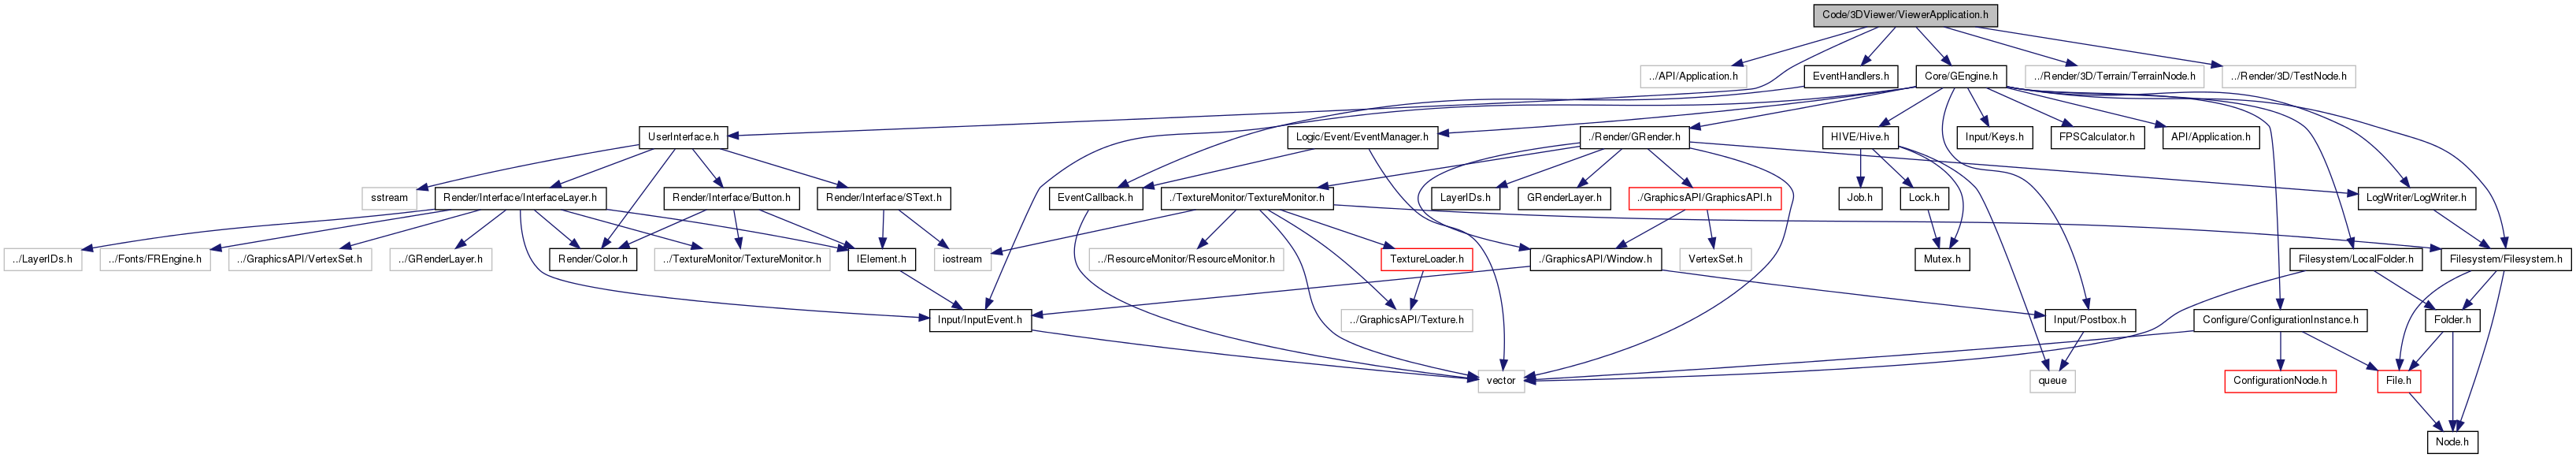 Code/3DViewer/ViewerApplication.h
../API/Application.h
EventHandlers.h
Core/GEngine.h
../Render/3D/Terrain/TerrainNode.h
../Render/3D/TestNode.h
UserInterface.h
Logic/Event/EventManager.h
./Render/GRender.h
HIVE/Hive.h
Input/Keys.h
FPSCalculator.h
API/Application.h
sstream
Render/Interface/InterfaceLayer.h
Render/Interface/Button.h
Render/Interface/SText.h
EventCallback.h
./TextureMonitor/TextureMonitor.h
LayerIDs.h
GRenderLayer.h
./GraphicsAPI/GraphicsAPI.h
Job.h
Lock.h
LogWriter/LogWriter.h
../LayerIDs.h
../Fonts/FREngine.h
../GraphicsAPI/VertexSet.h
../GRenderLayer.h
Render/Color.h
../TextureMonitor/TextureMonitor.h
IElement.h
iostream
../ResourceMonitor/ResourceMonitor.h
TextureLoader.h
./GraphicsAPI/Window.h
VertexSet.h
Mutex.h
Filesystem/LocalFolder.h
Filesystem/Filesystem.h
Input/InputEvent.h
../GraphicsAPI/Texture.h
Input/Postbox.h
Configure/ConfigurationInstance.h
Folder.h
vector
queue
ConfigurationNode.h
File.h
Node.h